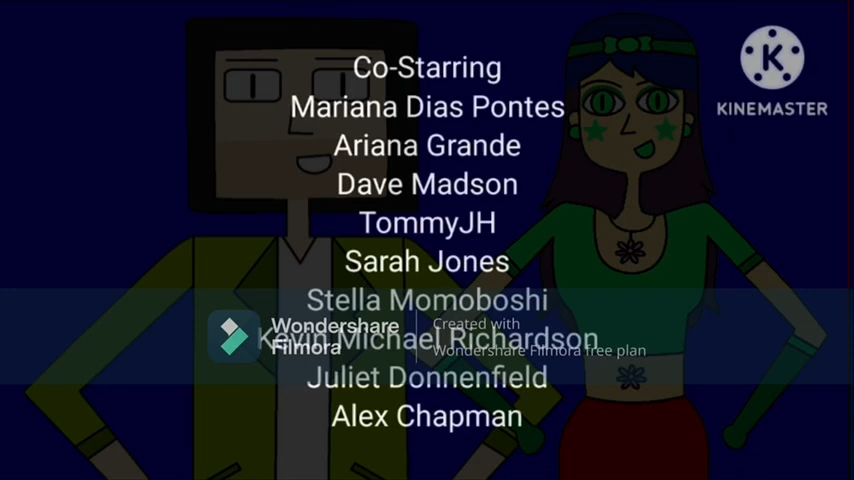 Co-Starring
Mariana Dias Pontes
Ariana Grande
Dave Madson
TommyJH
Sarah Jones
Stella Momoboshi
Kevin Michael Richardson
Juliet Donnenfield
Alex Chapman
K
KINEMASTER
Wondershare
Filmora
Created with
Wondershare Filmora free plan